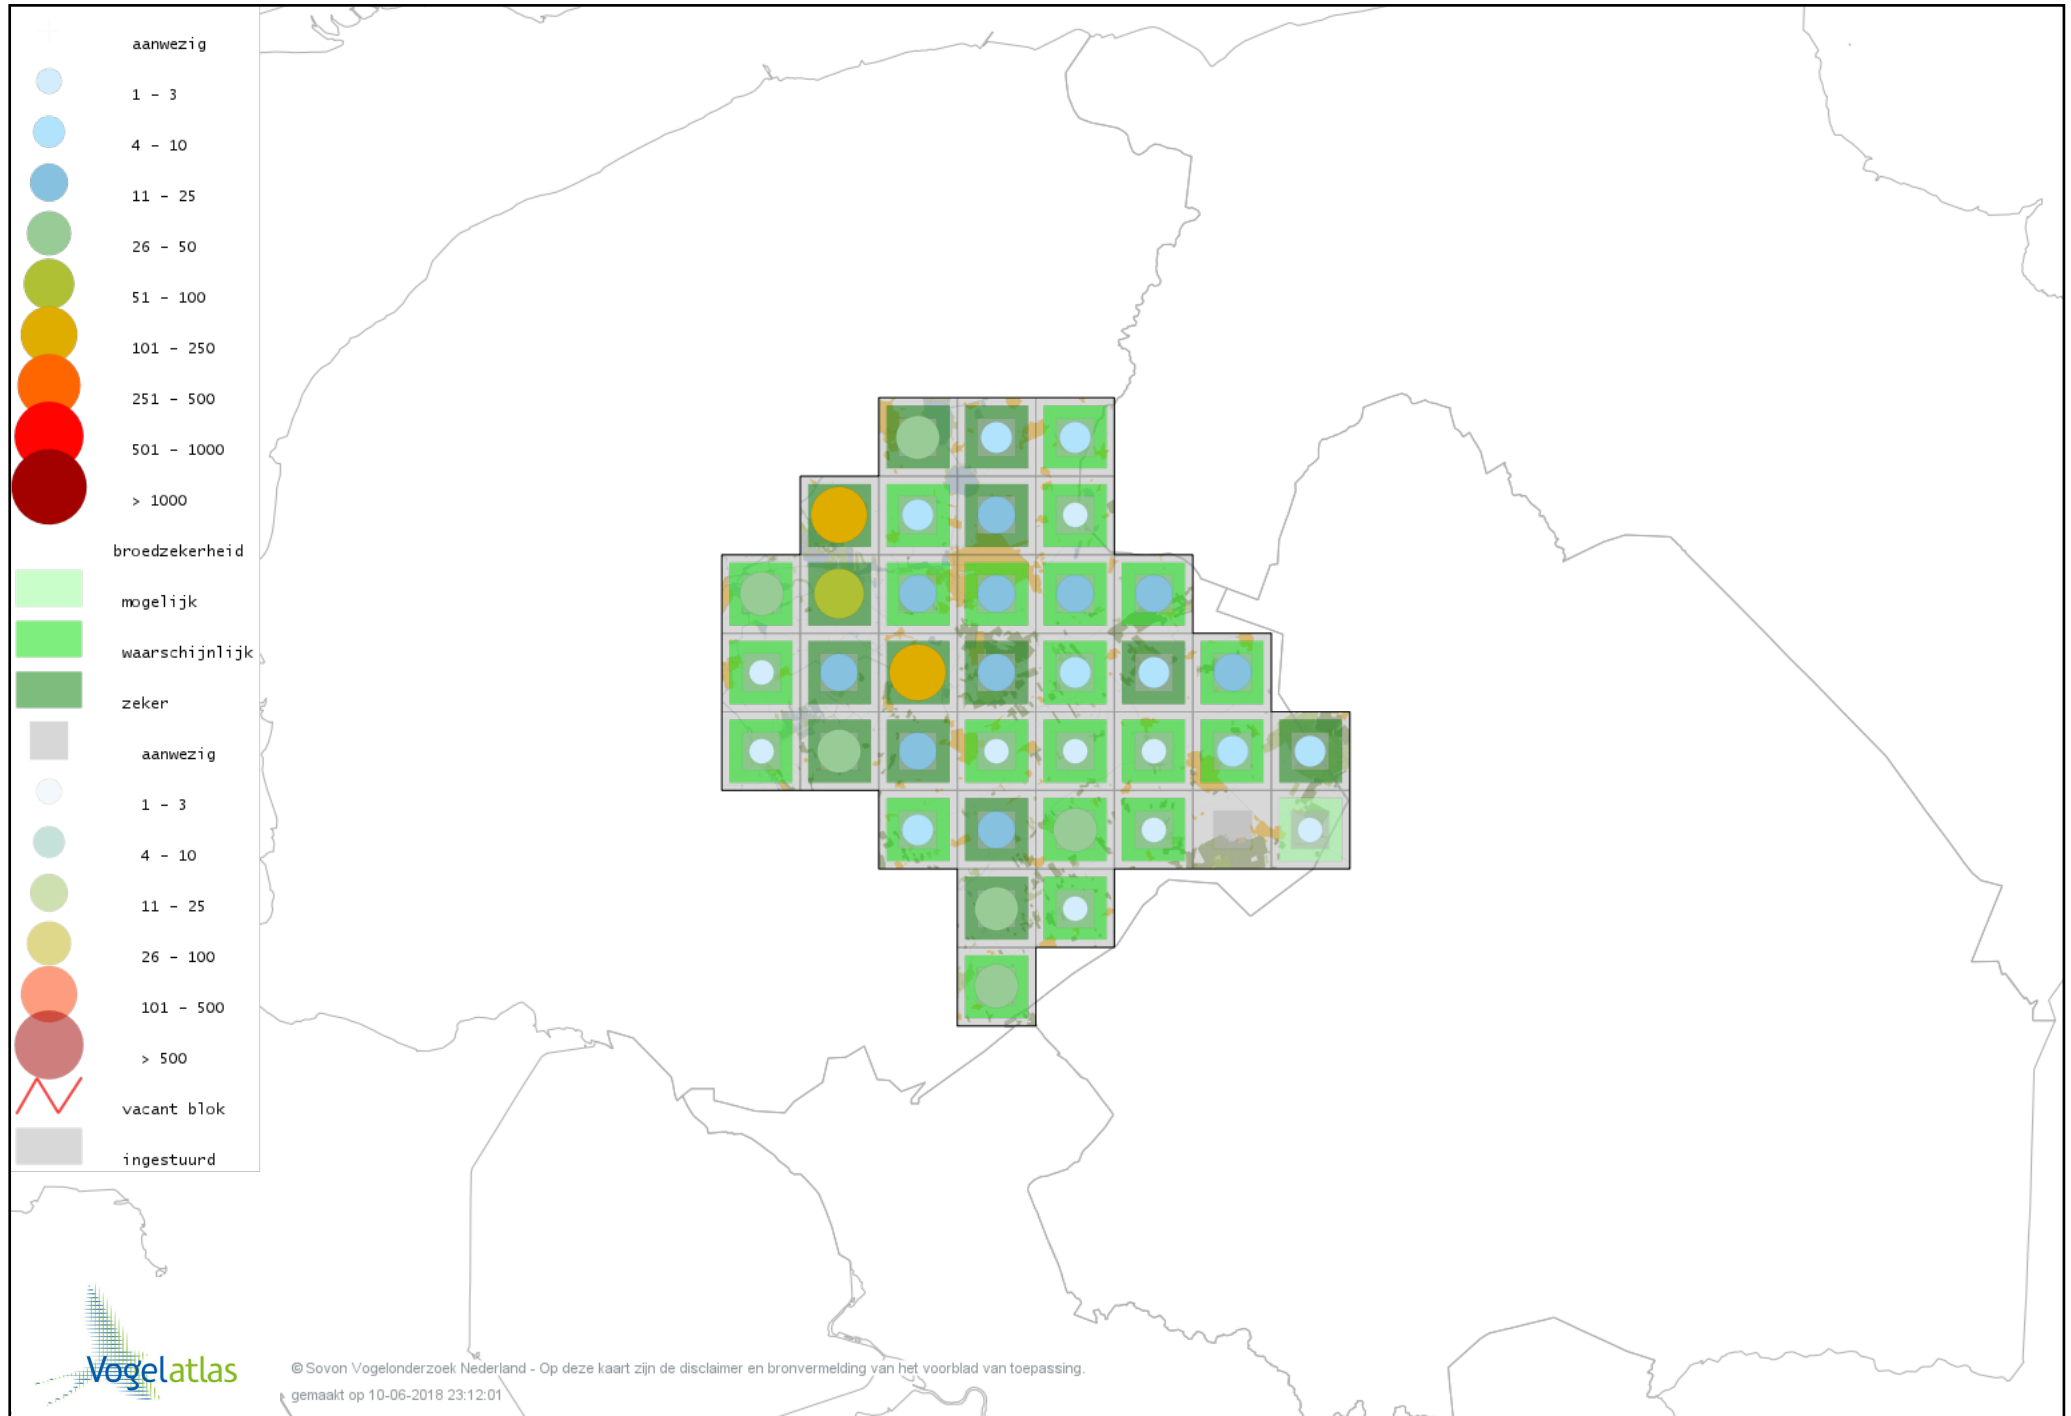 aanwezig
1 - 3
4 - 10
11 - 25
26 - 50
51 - 100
101 - 250
251 - 500
501 - 1000
> 1000
broedzekerheid
mogelijk
waarschijnlijk
zeker
aanwezig
1 - 3
4 - 10
11 - 25
26 - 100
101 - 500
> 500
vacant blok
ingestuurd
Vogelatlas
© Sovon Vogelonderzoek Nederland - Op deze kaart zijn de disclaimer en bronvermelding van het voorblad van toepassing.
gemaakt op 10-06-2018 23:12:01